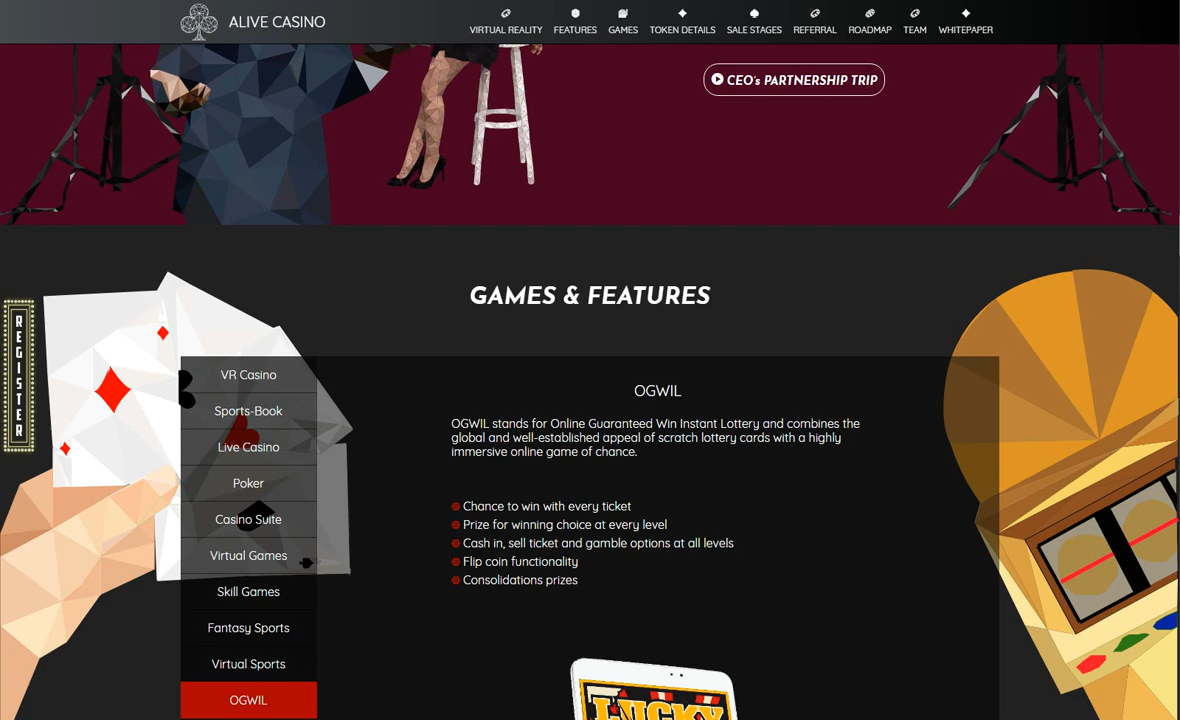 ALIVE CASINO
VIRTUAL REALITY
FEATURES
GAMES
TOKEN DETAILS
SALE STAGES
REFERRAL
ROADMAP
TEAM
WHITEPAPER
CEO's PARTNERSHIP TRIP
GAMES & FEATURES
REGISTER
VR Casino
Sports-Book
Live Casino
Poker
Casino Suite
Virtual Games
Skill Games
Fantasy Sports
Virtual Sports
OGWIL
OGWIL
OGWIL stands for Online Guaranteed Win Instant Lottery and combines the
global and well-established appeal of scratch lottery cards with a highly
immersive online game of chance.
Chance to win with every ticket
Prize for winning choice at every level
Cash in, sell ticket and gamble options at all levels
Flip coin functionality
Consolidations prizes
LUCKY